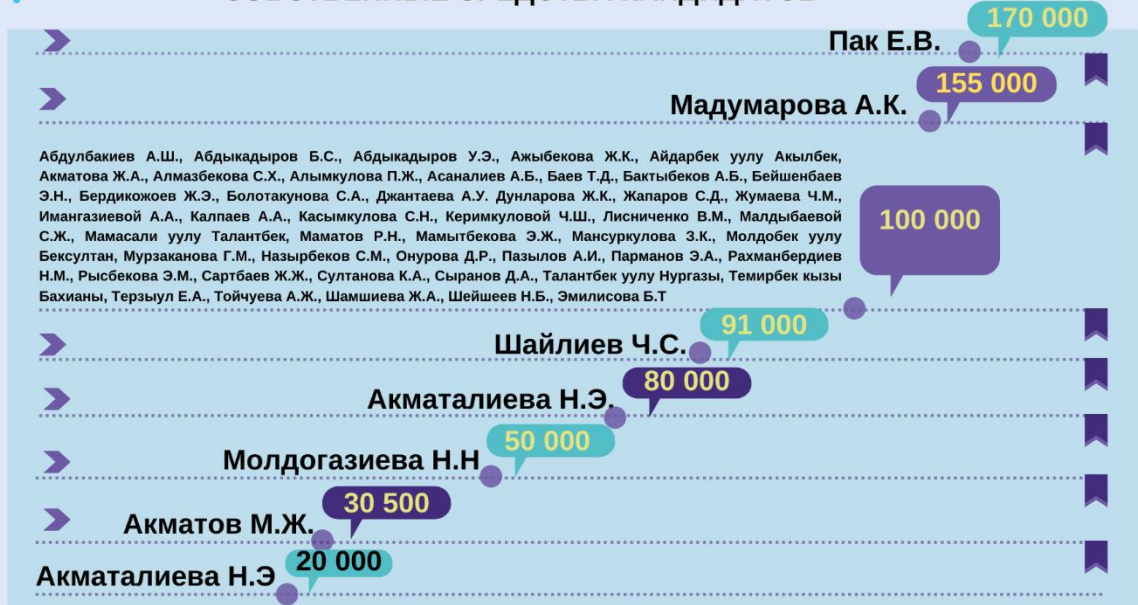 170 000
Пак Е.В.
155 000
Мадумарова А.К.
Абдулбакиев А.Ш., Абдыкадыров Б.С., Абдыкадыров У.Э., Ажыбекова Ж.К., Айдарбек уулу Акылбек,
Акматова Ж.А., Алмазбекова С.Х., Алымкулова П.Ж., Асаналиев А.Б., Баев Т.Д., Бактыбеков А.Б., Бейшенбаев
Э.Н., Бердикожоев Ж.Э., Болотакунова С.А., Джантаева А.У. Дунларова Ж.К., Жапаров С.Д., Жумаева Ч.М.,
Имангазиевой А.А., Калпаев А.А., Касымкулова С.Н., Керимкуловой Ч.Ш., Лисниченко В.М., Малдыбаевой
С.Ж., Мамасали уулу Талантбек, Маматов Р.Н., Мамытбекова Э.Ж., Мансуркулова З.К., Молдобек уулу
Бексултан, Мурзаканова Г.М., Назырбеков С.М., Онурова Д.Р., Пазылов А.И., Парманов Э.А., Рахманбердиев
Н.М., Рысбекова Э.М., Сартбаев Ж.Ж., Султанова К.А., Сыранов Д.А., Талантбек уулу Нургазы, Темирбек кызы
Бахианы, Терзыул Е.А., Тойчуева А.Ж., Шамшиева Ж.А., Шейшеев Н.Б., Эмилисова Б.Т
100 000
91 000
Шайлиев Ч.С.
80 000
Акматалиева Н.Э.
50 000
Молдогазиева Н.Н
30 500
Акматов М.Ж.
20 000
Акматалиева Н.Э